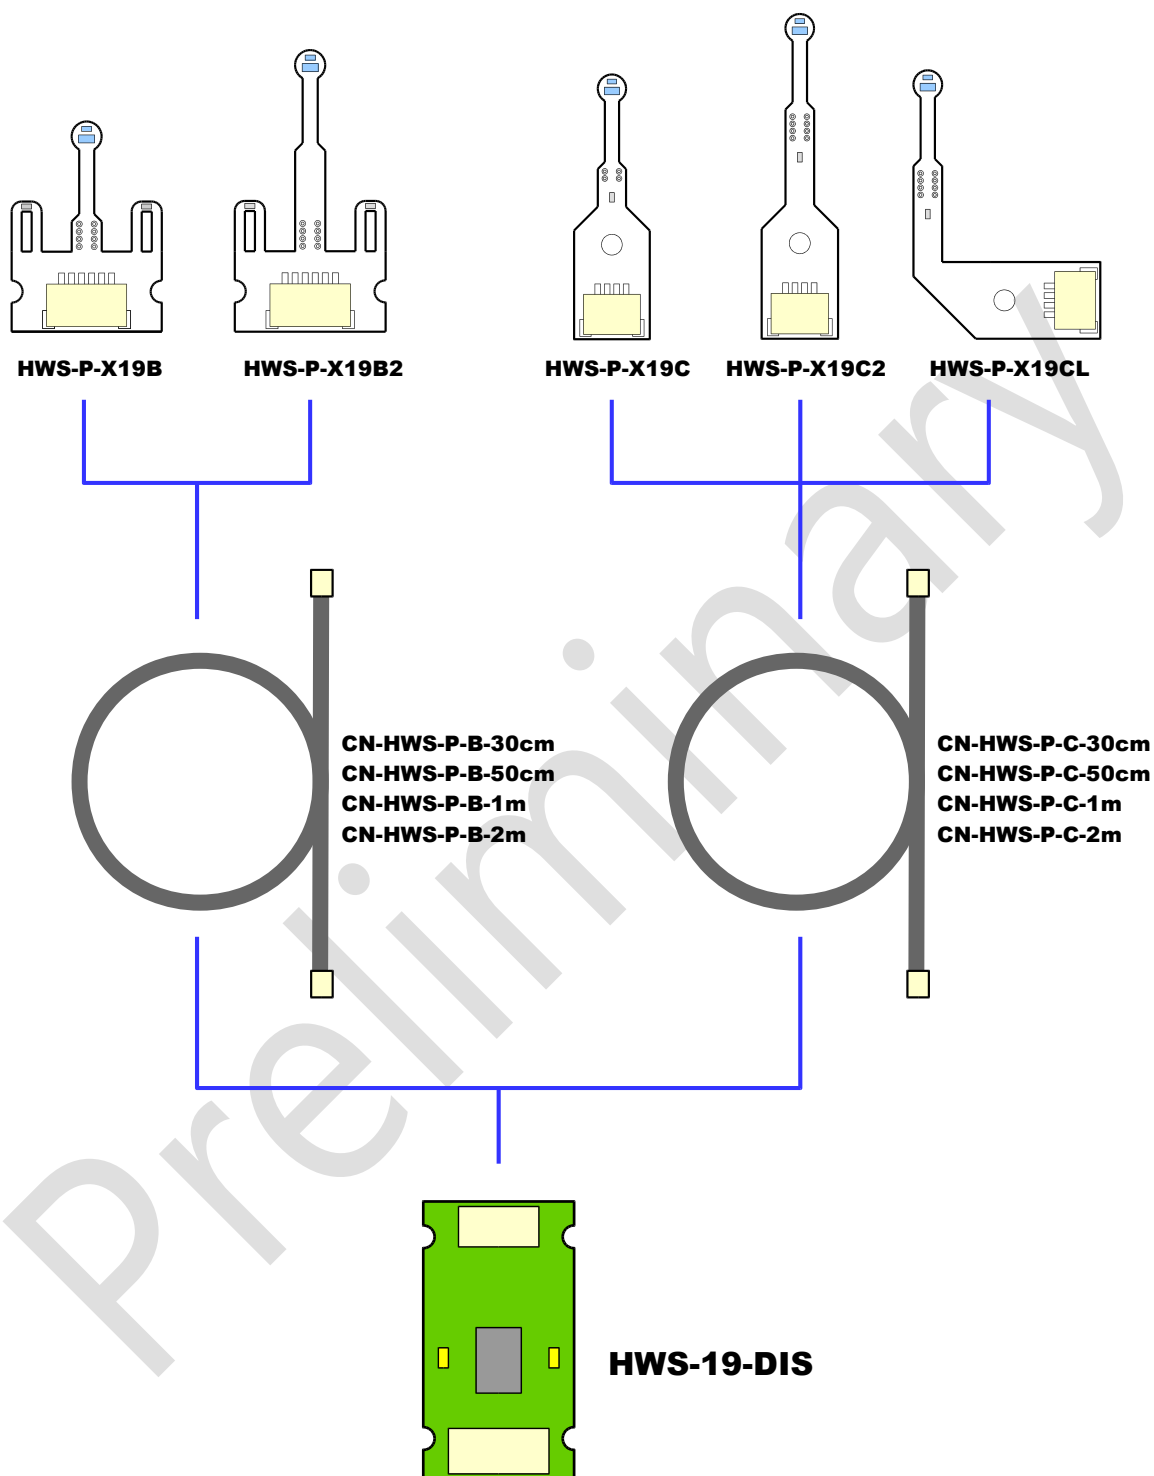 HWS-P-X19B
HWS-P-X19B2
HWS-P-X19C
HWS-P-X19C2
HWS-P-X19CL
CN-HWS-P-B-30cm
CN-HWS-P-B-50cm
CN-HWS-P-B-1m
CN-HWS-P-B-2m
CN-HWS-P-C-30cm
CN-HWS-P-C-50cm
CN-HWS-P-C-1m
CN-HWS-P-C-2m
Preliminary
HWS-19-DIS